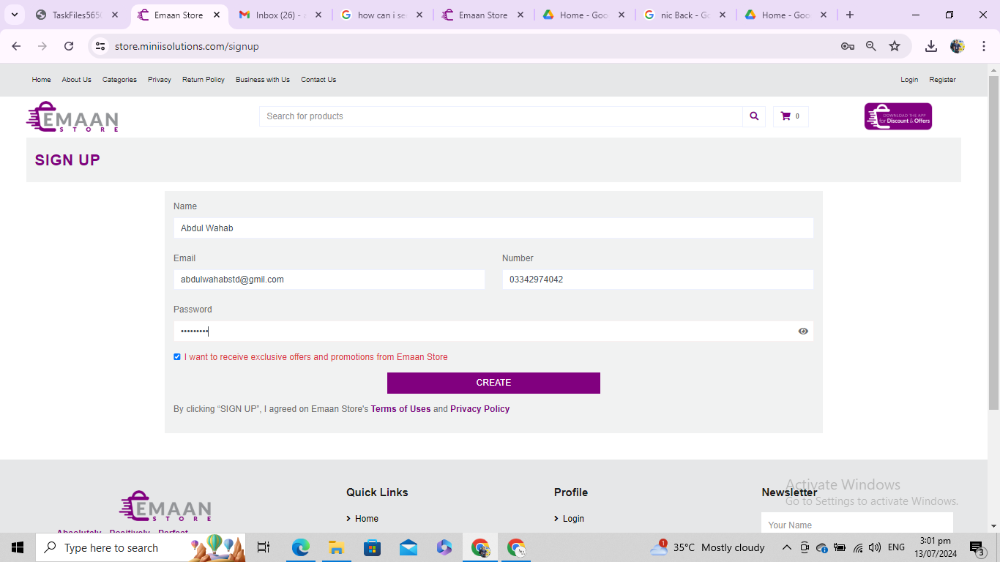 TaskFiles565
Emaan Store
Inbox (26) - a
how can i se
Emaan Store
Home - Goo
nic Back - Go
Home - Goo
store.miniisolutions.com/signup
Home About Us Categories Privacy Return Policy Business with Us Contact Us Login Register
EMAAN
STORE
Search for products
0
DOWNLOAD THE APP
for Discount & Offers
SIGN UP
Name
Abdul Wahab
Email Number
abdulwahabstd@gmil.com 03342974042
Password
•••••••••
I want to receive exclusive offers and promotions from Emaan Store
CREATE
By clicking “SIGN UP”, I agreed on Emaan Store's Terms of Uses and Privacy Policy
EMAAN
STORE
Absolutely Positively Perfect
Quick Links
Home
Profile
Login
Newsletter
Your Name
Activate Windows
Go to Settings to activate Windows.
Type here to search
1
35°C Mostly cloudy
ENG
3:01 pm
13/07/2024
3